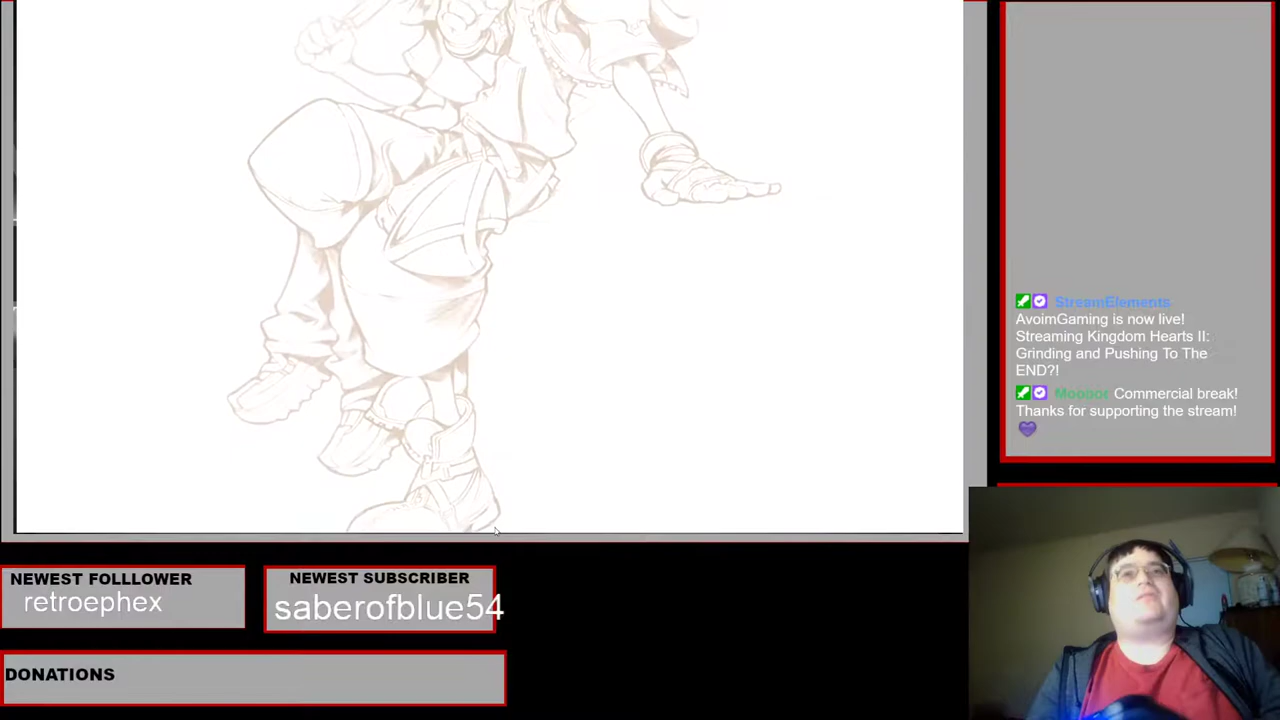 StreamElements
AvoimGaming is now live!
Streaming Kingdom Hearts II:
Grinding and Pushing To The
END?!
Commercial break!
Thanks for supporting the stream!
NEWEST FOLLLOWER
retroephex
NEWEST SUBSCRIBER
saberofblue54
DONATIONS